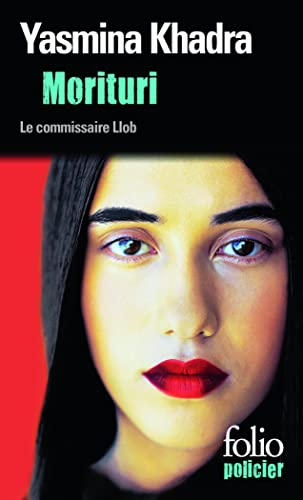 Yasmina Khadra
Morituri
Le commissaire Llob
folio
policier